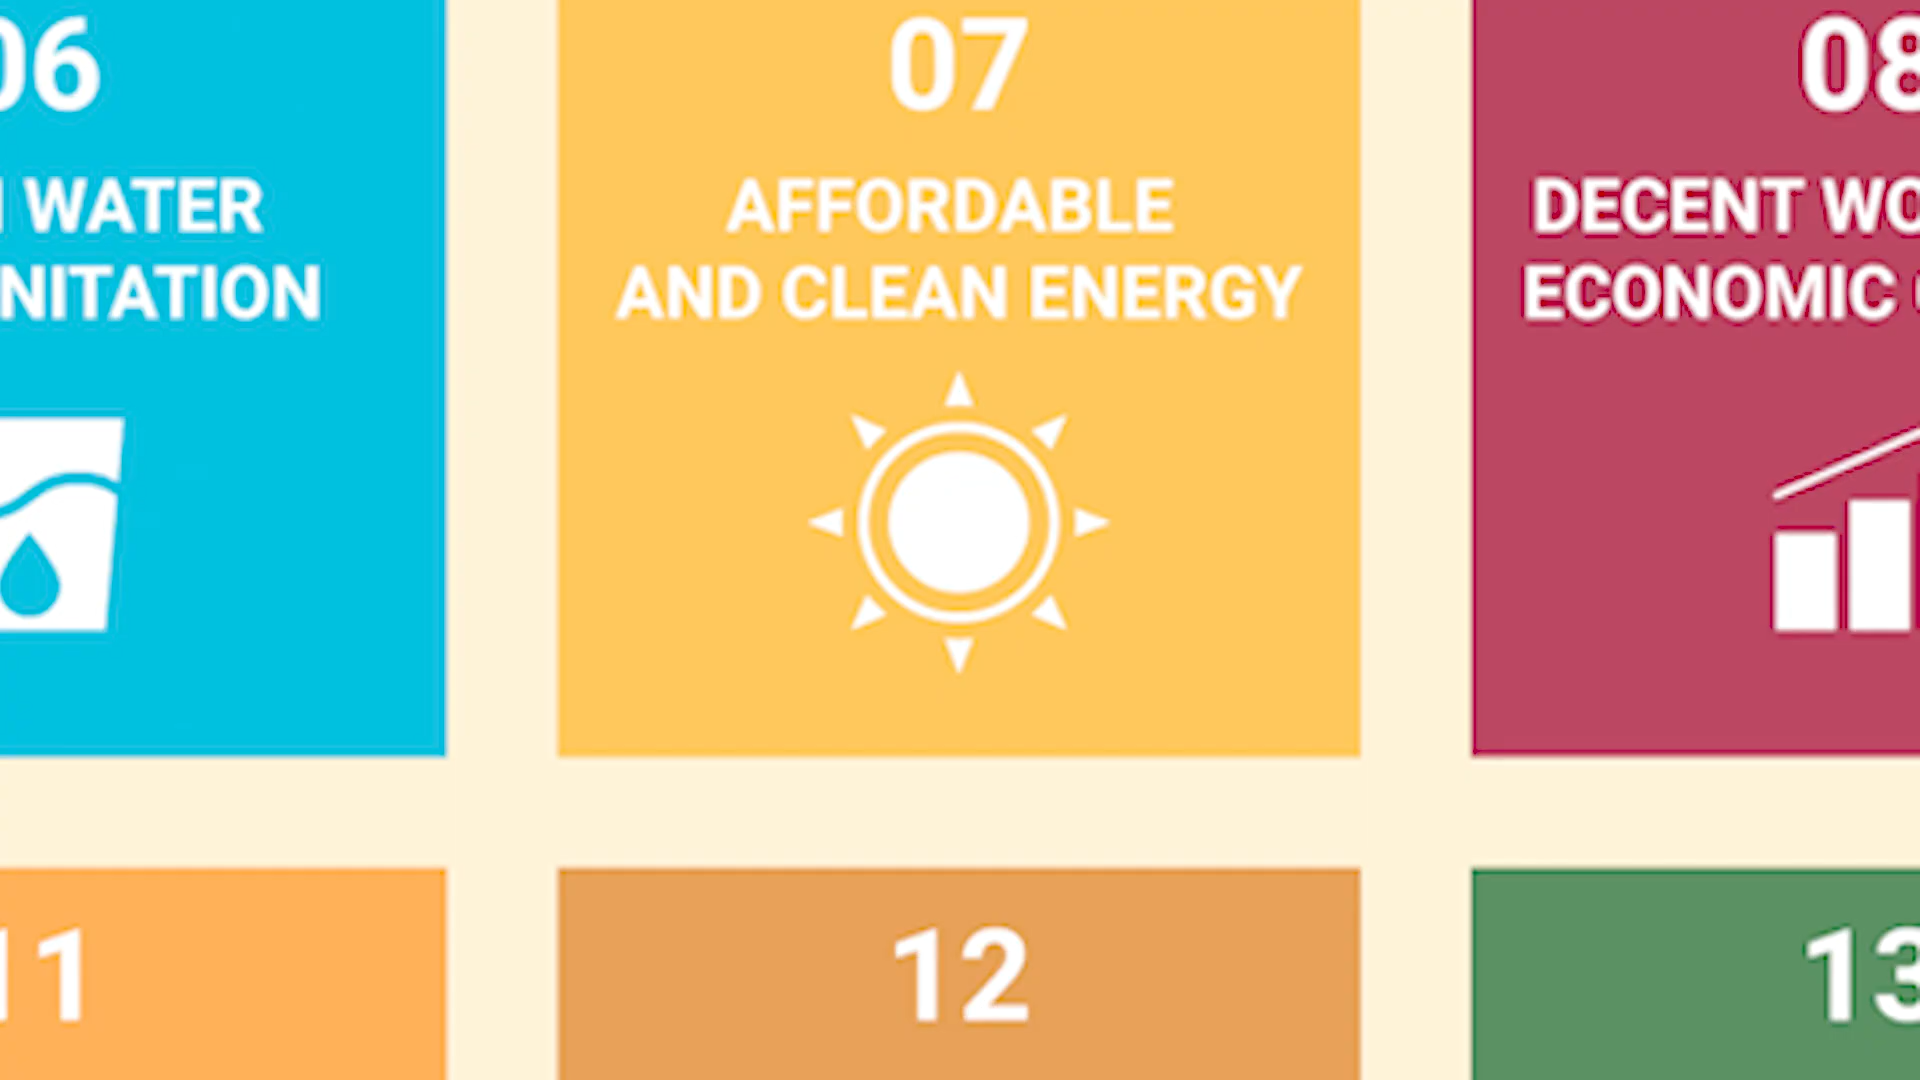 06
WATER
NITATION
07
AFFORDABLE
AND CLEAN ENERGY
08
DECENT WO
ECONOMIC
11
12
13